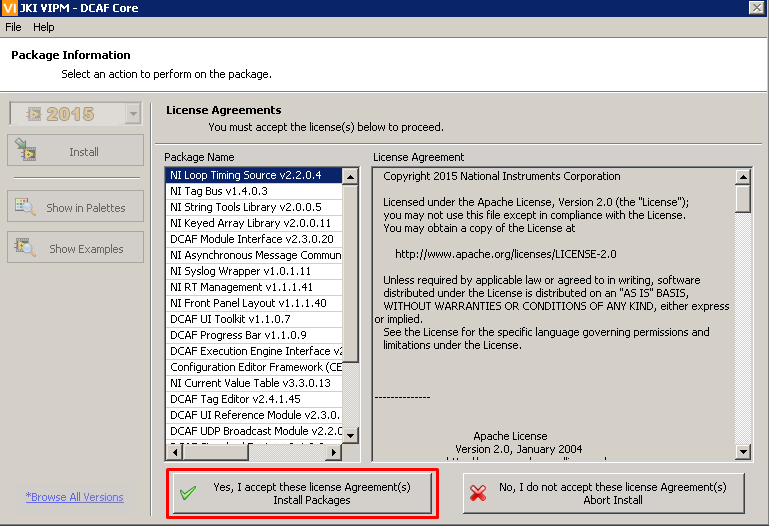 VI JKI VIPM - DCAF Core
File Help
Package Information
Select an action to perform on the package.
2015
Install
Show in Palettes
Show Examples
*Browse All Versions
License Agreements
You must accept the license(s) below to proceed.
Package Name
NI Loop Timing Source v2.2.0.4
NI Tag Bus v1.4.0.3
NI String Tools Library v2.0.0.5
NI Keyed Array Library v2.0.0.11
DCAF Module Interface v2.3.0.20
NI Asynchronous Message Commun
NI Syslog Wrapper v1.0.1.11
NI RT Management v1.1.1.41
NI Front Panel Layout v1.1.1.40
DCAF UI Toolkit v1.1.0.7
DCAF Progress Bar v1.1.0.9
DCAF Execution Engine Interface v2
Configuration Editor Framework (CE
NI Current Value Table v3.3.0.13
DCAF Tag Editor v2.4.1.45
DCAF UI Reference Module v2.3.0.
DCAF UDP Broadcast Module v2.2.0
License Agreement
Copyright 2015 National Instruments Corporation
Licensed under the Apache License, Version 2.0 (the "License");
you may not use this file except in compliance with the License.
You may obtain a copy of the License at
http://www.apache.org/licenses/LICENSE-2.0
Unless required by applicable law or agreed to in writing, software
distributed under the License is distributed on an "AS IS" BASIS,
WITHOUT WARRANTIES OR CONDITIONS OF ANY KIND, either express
or implied.
See the License for the specific language governing permissions and
limitations under the License.
--------------
Apache License
Version 2.0, January 2004
Yes, I accept these license Agreement(s)
Install Packages
No, I do not accept these license Agreement(s)
Abort Install